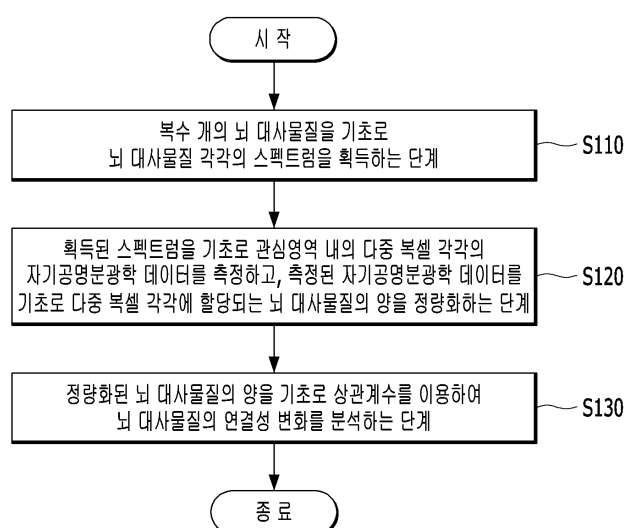 시 작
복수 개의 뇌 대사물질을 기초로
뇌 대사물질 각각의 스펙트럼을 획득하는 단계
S110
획득된 스펙트럼을 기초로 관심영역 내의 다중 복셀 각각의
자기공명분광학 데이터를 측정하고, 측정된 자기공명분광학 데이터를
기초로 다중 복셀 각각에 할당되는 뇌 대사물질의 양을 정량화하는 단계
S120
정량화된 뇌 대사물질의 양을 기초로 상관계수를 이용하여
뇌 대사물질의 연결성 변화를 분석하는 단계
S130
종 료